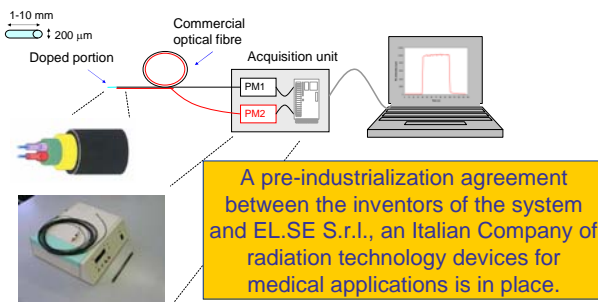 1-10 mm
200 µm
Doped portion
Commercial
optical fibre
Acquisition unit
PM1
PM2
A pre-industrialization agreement
between the inventors of the system
and EL.SE S.r.l., an Italian Company of
radiation technology devices for
medical applications is in place.